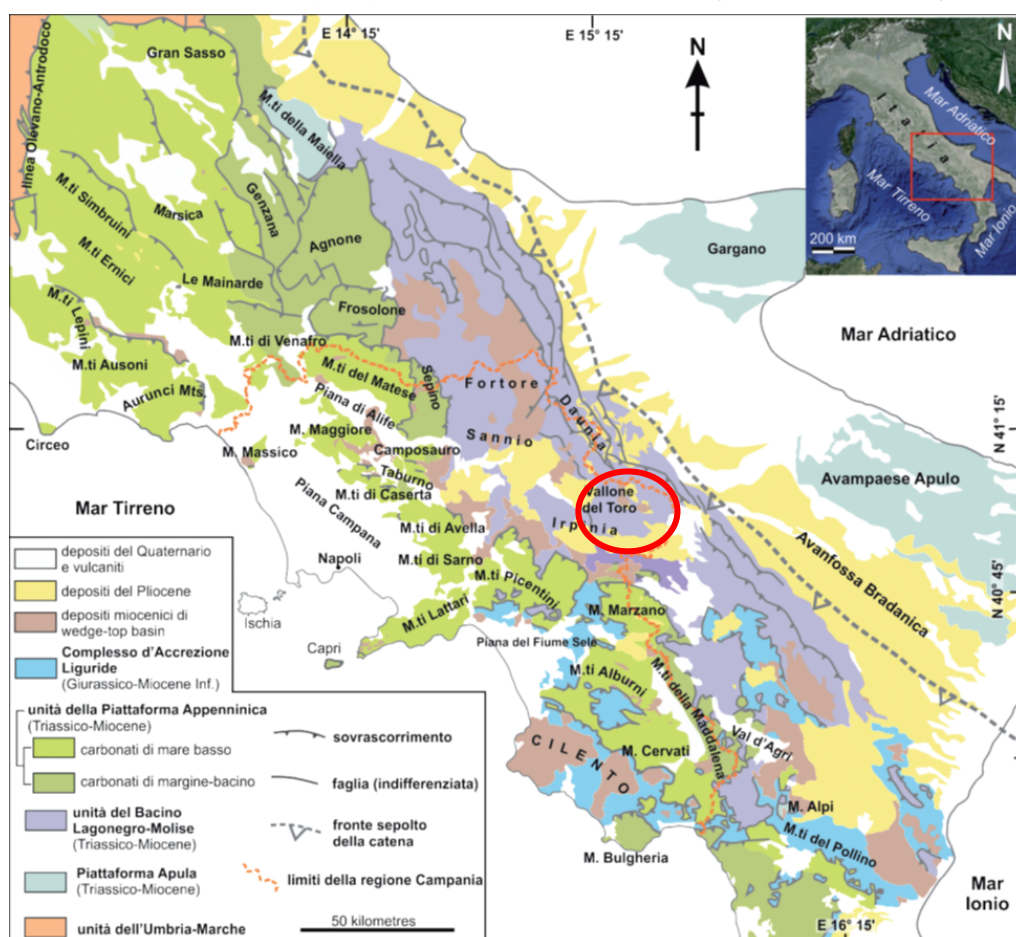 E 14° 15'
E 15° 15'
N
N
Italia
Mar Adriatico
Mar Tirreno
Mar Ionio
200 km
linea Olevano-Antrodoco
Gran Sasso
M.ti della Maiella
M.ti Simbruini
Marsica
Genzana
M.ti Ernici
Agnone
Le Mainarde
Gargano
Frosolone
M.ti Lepini
M.ti di Venafro
Mar Adriatico
M.ti Ausoni
M.ti del Matese
Sepino
Fortore
Aurunci Mts.
Piana di Alife
Daunia
N 41° 15'
Circeo
M. Maggiore
Sannio
M. Massico
Camposauro
Avampaese Apulo
Taburno
M.ti di Caserta
Vallone
del Toro
Mar Tirreno
Piana Campana
M.ti di Avella
Irpinia
Avanfossa Bradanica
Napoli
M.ti di Sarno
M.ti Picentini
N 40° 45'
Ischia
M.ti Lattari
M. Marzano
Capri
Piana del Fiume Sele
M.ti Alburni
M.ti della Maddalena
CILENTO
M. Cervati
Val d'Agri
M. Alpi
M.ti del Pollino
M. Bulgheria
Mar
Ionio
E 16° 15'
depositi del Quaternario
e vulcaniti
depositi del Pliocene
depositi miocenici di
wedge-top basin
Complesso d'Accrezione
Liguride
(Giurassico-Miocene Inf.)
unità della Piattaforma Appenninica
(Triassico-Miocene)
carbonati di mare basso
carbonati di margine-bacino
unità del Bacino
Lagonegro-Molise
(Triassico-Miocene)
Piattaforma Apula
(Triassico-Miocene)
unità dell'Umbria-Marche
sovrascorrimento
faglia (indifferenziata)
fronte sepolto
della catena
limiti della regione Campania
50 kilometres